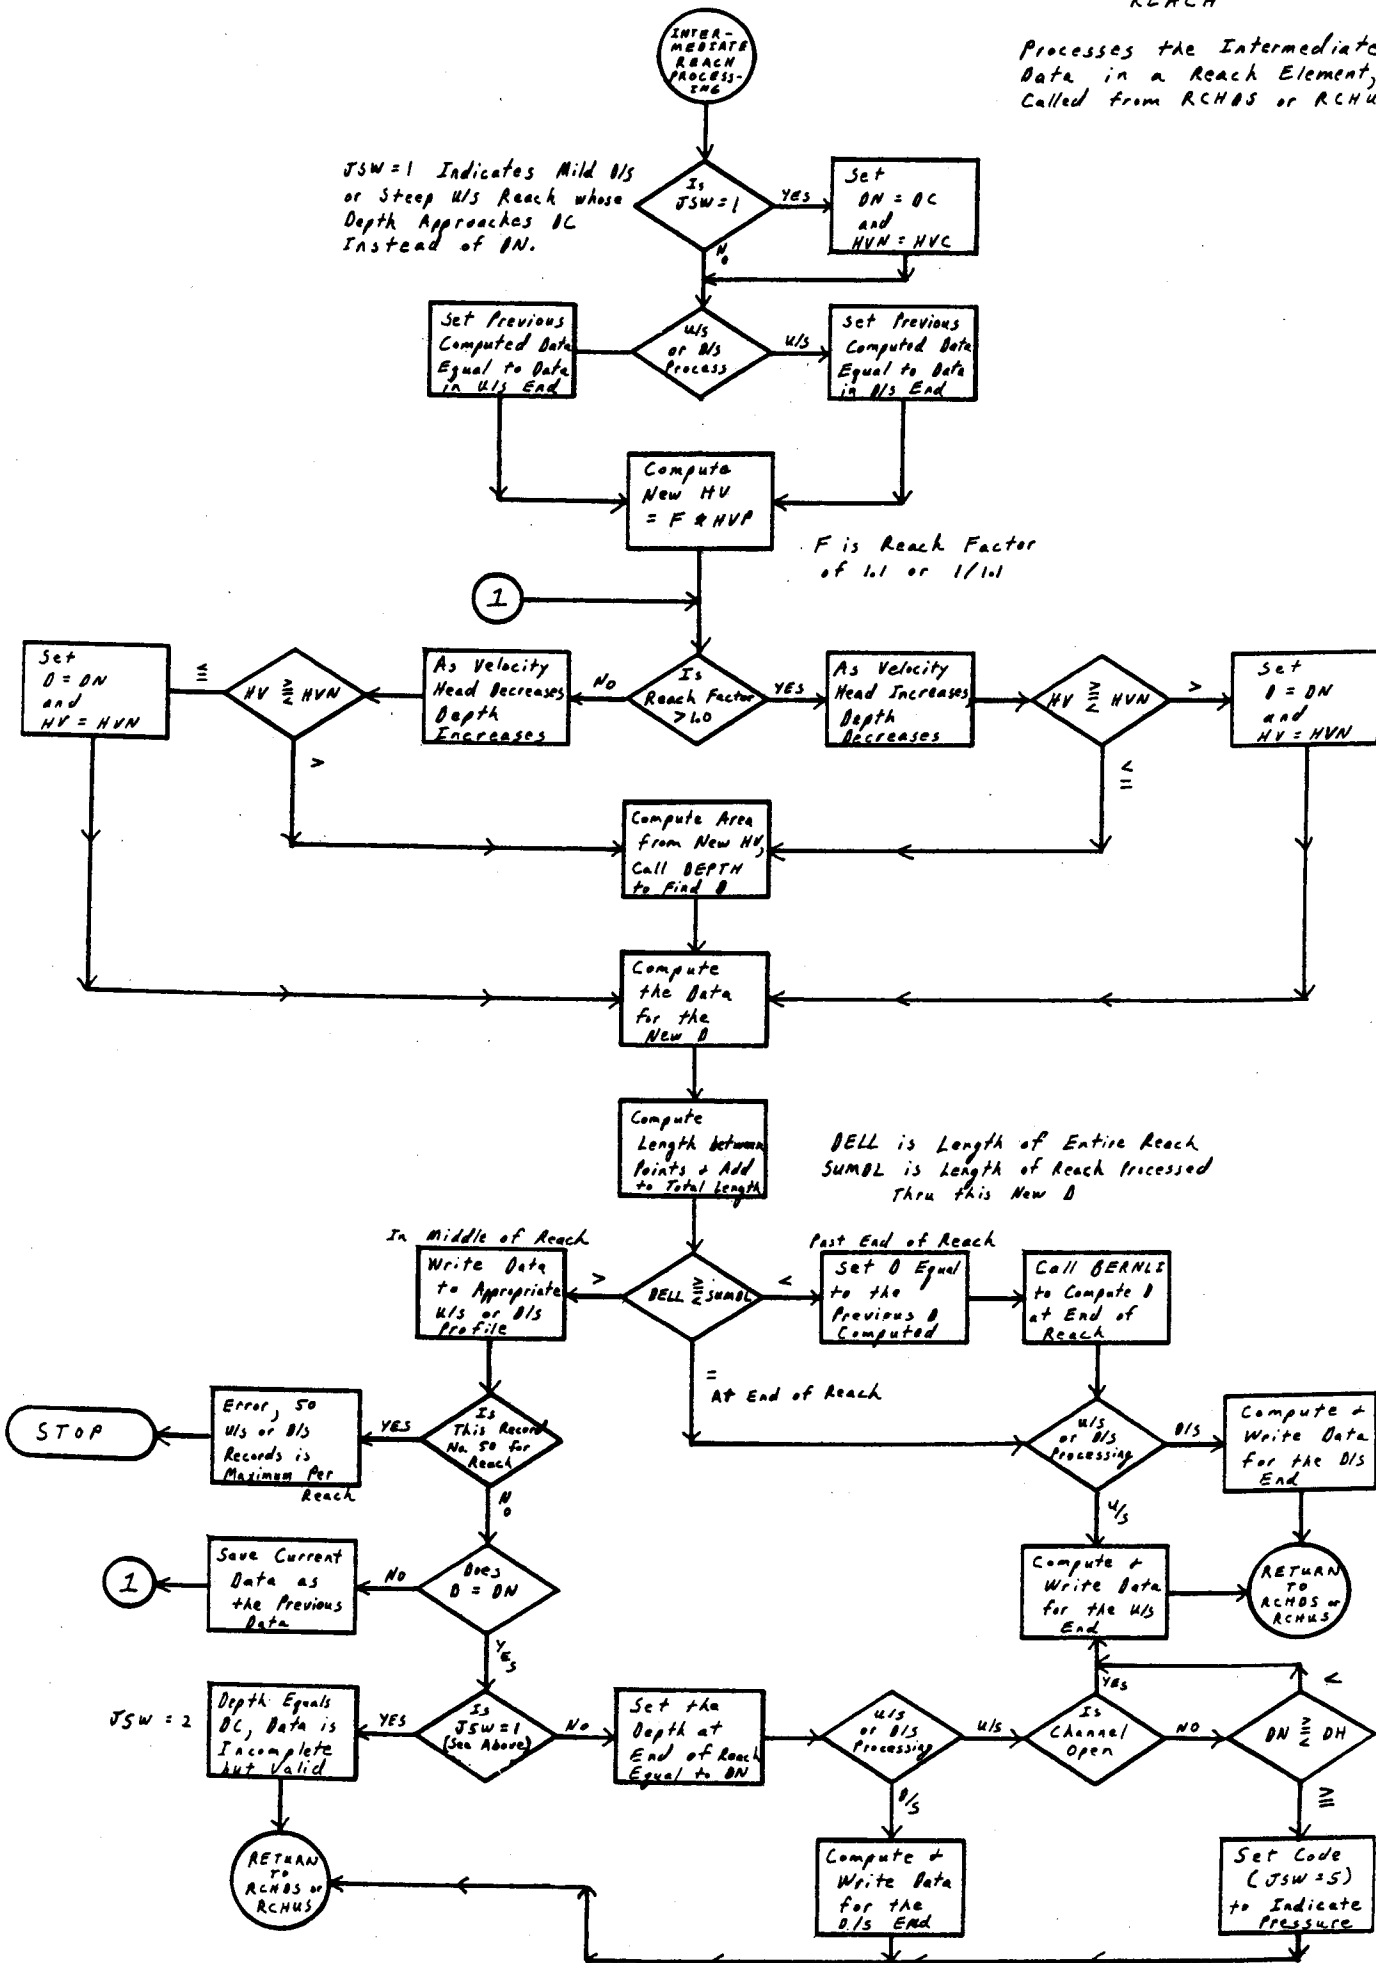 REACH
Processes the Intermediate
Data in a Reach Element,
Called from RCHDS or
INTER-
MEDIATE
REACH
PROCESS-
ING
JSW = 1 Indicates Mild D/S
or Steep U/S Reach whose
Depth Approaches DC
Instead of DN.
Is
JSW = 1
YES
No
Set
DN = DC
and
HVN = HVC
Set Previous
Computed Data
Equal to Data
in U/S End
U/S
or D/S
Process
U/S
Set Previous
Computed Data
Equal to Data
in D/S End
Compute
New HV
= F * HVP
F is Reach Factor
of 1.1 or 1/1.1
1
Set
D = DN
and
HV = HVN
≤
HV ⋛ HVN
>
As Velocity
Head Decreases
Depth
Increases
NO
Is
Reach Factor
> 1.0
YES
As Velocity
Head Increases,
Depth
Decreases
HV ⋛ HVN
>
≤
Set
D = DN
and
HV = HVN
Compute Area
from New HV,
Call DEPTH
to Find D
Compute
the Data
for the
New D
Compute
Length between
Points + Add
to Total Length
DELL is Length of Entire Reach
SUMDL is Length of Reach Processed
Thru this New D
In Middle of Reach
Write Data
to Appropriate
U/S or D/S
Profile
>
DELL ⋛ SUMDL
<
Past End of Reach
Set D Equal
to the
Previous D
Computed
Call BERNLI
to Compute D
at End of
Reach
=
At End of Reach
STOP
Error, 50
U/S or D/S
Records is
Maximum Per
Reach
YES
Is
This Record
No. 50 for
Reach
No
U/S
or D/S
Processing
D/S
U/S
Compute +
Write Data
for the D/S
End
1
Save Current
Data as
the Previous
Data
NO
Does
D = DN
YES
Compute +
Write Data
for the U/S
End
RETURN
TO
RCHDS or
RCHUS
JSW = 2
Depth Equals
DC, Data is
Incomplete
but Valid
YES
Is
JSW = 1
(See Above)
NO
Set the
Depth at
End of Reach
Equal to DN
U/S
or D/S
Processing
U/S
D/S
Is
Channel
Open
YES
NO
DN ⋛ DH
<
≥
RETURN
TO
RCHDS or
RCHUS
Compute +
Write Data
for the
D/S End
Set Code
(JSW = 5)
to Indicate
Pressure